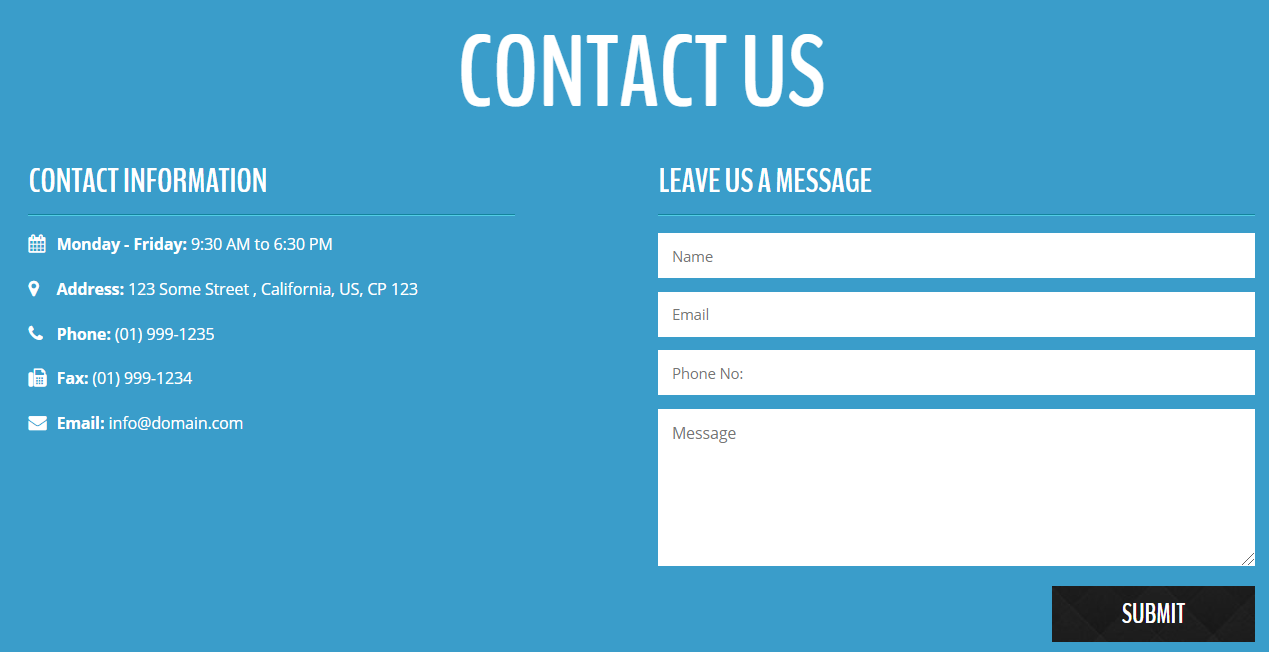 CONTACT US
CONTACT INFORMATION
Monday - Friday: 9:30 AM to 6:30 PM
Address: 123 Some Street , California, US, CP 123
Phone: (01) 999-1235
Fax: (01) 999-1234
Email: info@domain.com
LEAVE US A MESSAGE
Name
Email
Phone No:
Message
SUBMIT